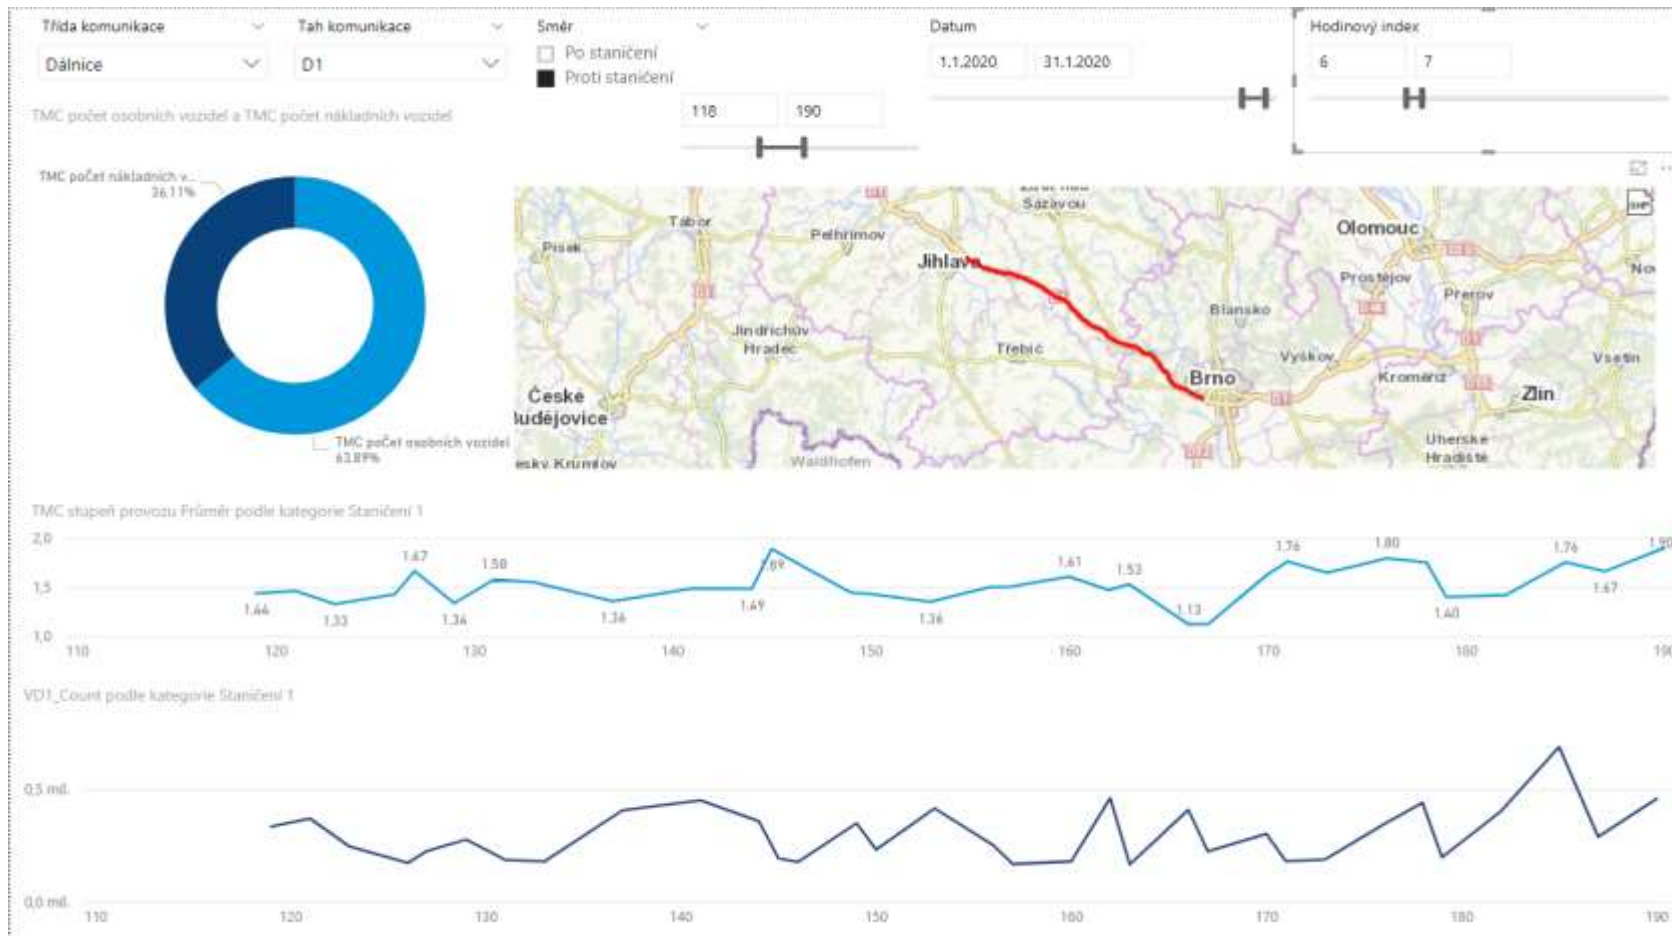 Třída komunikace
Tah komunikace
Směr
Datum
Hodinový index
Dálnice
D1
Po staničení
Proti staničení
1.1.2020
31.1.2020
6
7
118
190
TMC počet osobních vozidel a TMC počet nákladních vozidel
TMC počet nákladních v...
36.11%
TMC počet osobních vozidel
63.89%
Sázavou
Tábor
Pelhřimov
Písek
Jihlava
Olomouc
Prostějov
Přerov
Blansko
Jindřichův
Hradec
Třebíč
Vyškov
Vsetín
Brno
Kroměříž
Zlín
České
Budějovice
Uherské
Hradiště
Český Krumlov
Waidhofen
TMC stupeň provozu Průměr podle kategorie Staničení 1
2,0
1,5
1,0
1.44
1.33
1.67
1.34
1.58
1.36
1.49
1.89
1.36
1.61
1.53
1.13
1.76
1.80
1.40
1.76
1.67
1.90
110
120
130
140
150
160
170
180
190
VD1_Count podle kategorie Staničení 1
0,5 mil.
0,0 mil.
110
120
130
140
150
160
170
180
190